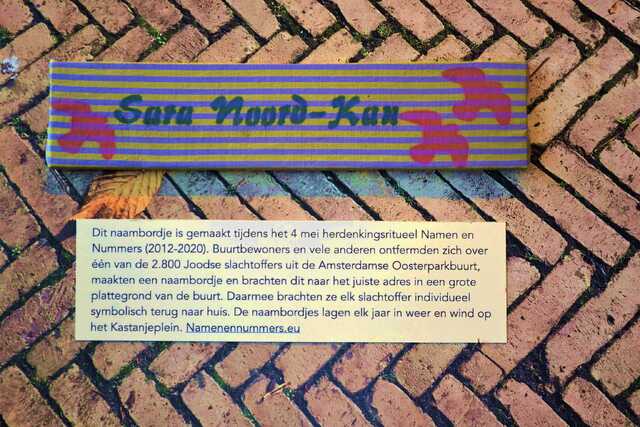 Sara Noord-Kan
Dit naambordje is gemaakt tijdens het 4 mei herdenkingsritueel Namen en
Nummers (2012-2020). Buurtbewoners en vele anderen ontfermden zich over
één van de 2.800 Joodse slachtoffers uit de Amsterdamse Oosterparkbuurt,
maakten een naambordje en brachten dit naar het juiste adres in een grote
plattegrond van de buurt. Daarmee brachten ze elk slachtoffer individueel
symbolisch terug naar huis. De naambordjes lagen elk jaar in weer en wind op
het Kastanjeplein. Namenennummers.eu